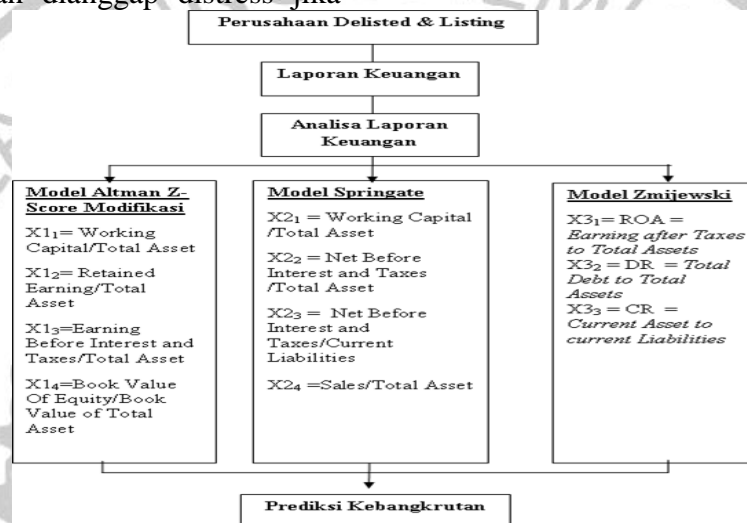 dianggap distress jika
Perusahaan Delisted & Listing
Laporan Keuangan
Analisa Laporan
Keuangan
Model Altman Z-
Score Modifikasi
X1₁= Working
Capital/Total Asset
X1₂= Retained
Earning/Total
Asset
X1₃=Earning
Before Interest and
Taxes/Total Asset
X1₄=Book Value
Of Equity/Book
Value of Total
Asset
Model Springate
X2₁ = Working Capital
/Total Asset
X2₂ = Net Before
Interest and Taxes
/Total Asset
X2₃ = Net Before
Interest and
Taxes/Current
Liabilities
X2₄ =Sales/Total Asset
Model Zmijewski
X3₁= ROA =
Earning after Taxes
to Total Assets
X3₂ = DR = Total
Debt to Total
Assets
X3₃ = CR =
Current Asset to
current Liabilities
Prediksi Kebangkrutan